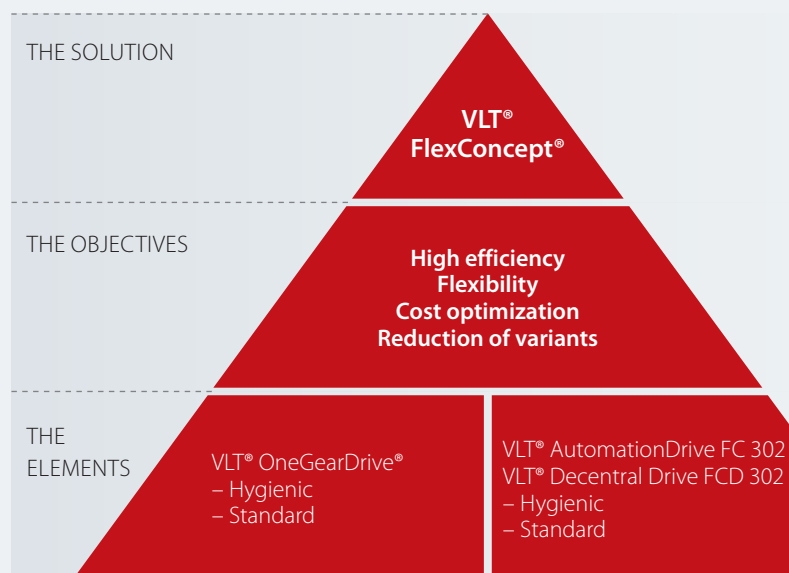 THE SOLUTION
VLT®
FlexConcept®
THE OBJECTIVES
High efficiency
Flexibility
Cost optimization
Reduction of variants
THE
ELEMENTS
VLT® OneGearDrive®
– Hygienic
– Standard
VLT® AutomationDrive FC 302
VLT® Decentral Drive FCD 302
– Hygienic
– Standard